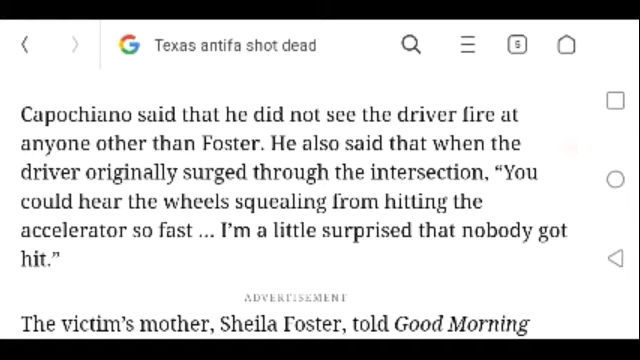 Texas antifa shot dead
5
Capochiano said that he did not see the driver fire at
anyone other than Foster. He also said that when the
driver originally surged through the intersection, “You
could hear the wheels squealing from hitting the
accelerator so fast ... I’m a little surprised that nobody got
hit.”
ADVERTISEMENT
The victim’s mother, Sheila Foster, told Good Morning